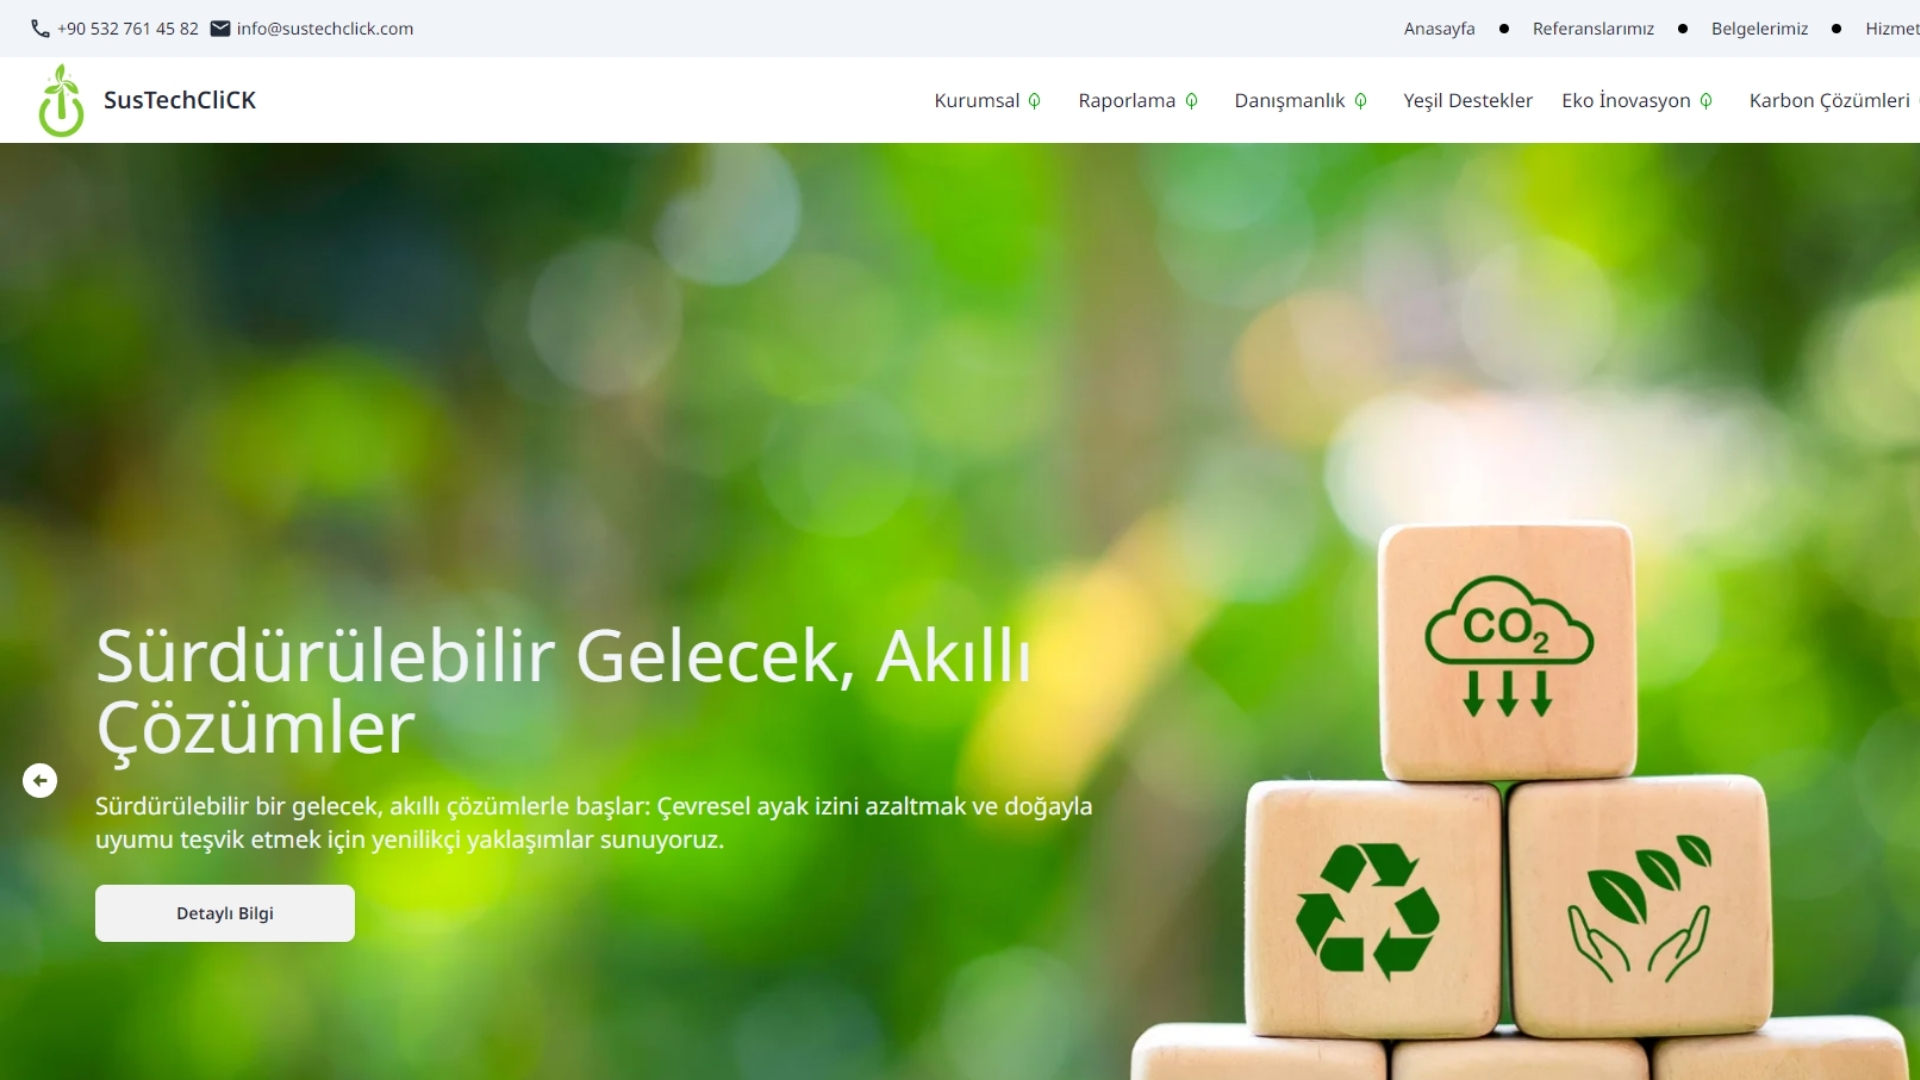 +90 532 761 45 82 info@sustechclick.com
Anasayfa • Referanslarımız • Belgelerimiz • Hizmet
SusTechCliCK
Kurumsal Raporlama Danışmanlık Yeşil Destekler Eko İnovasyon Karbon Çözümleri
Sürdürülebilir Gelecek, Akıllı
Çözümler
Sürdürülebilir bir gelecek, akıllı çözümlerle başlar: Çevresel ayak izini azaltmak ve doğayla
uyumu teşvik etmek için yenilikçi yaklaşımlar sunuyoruz.
Detaylı Bilgi
CO₂